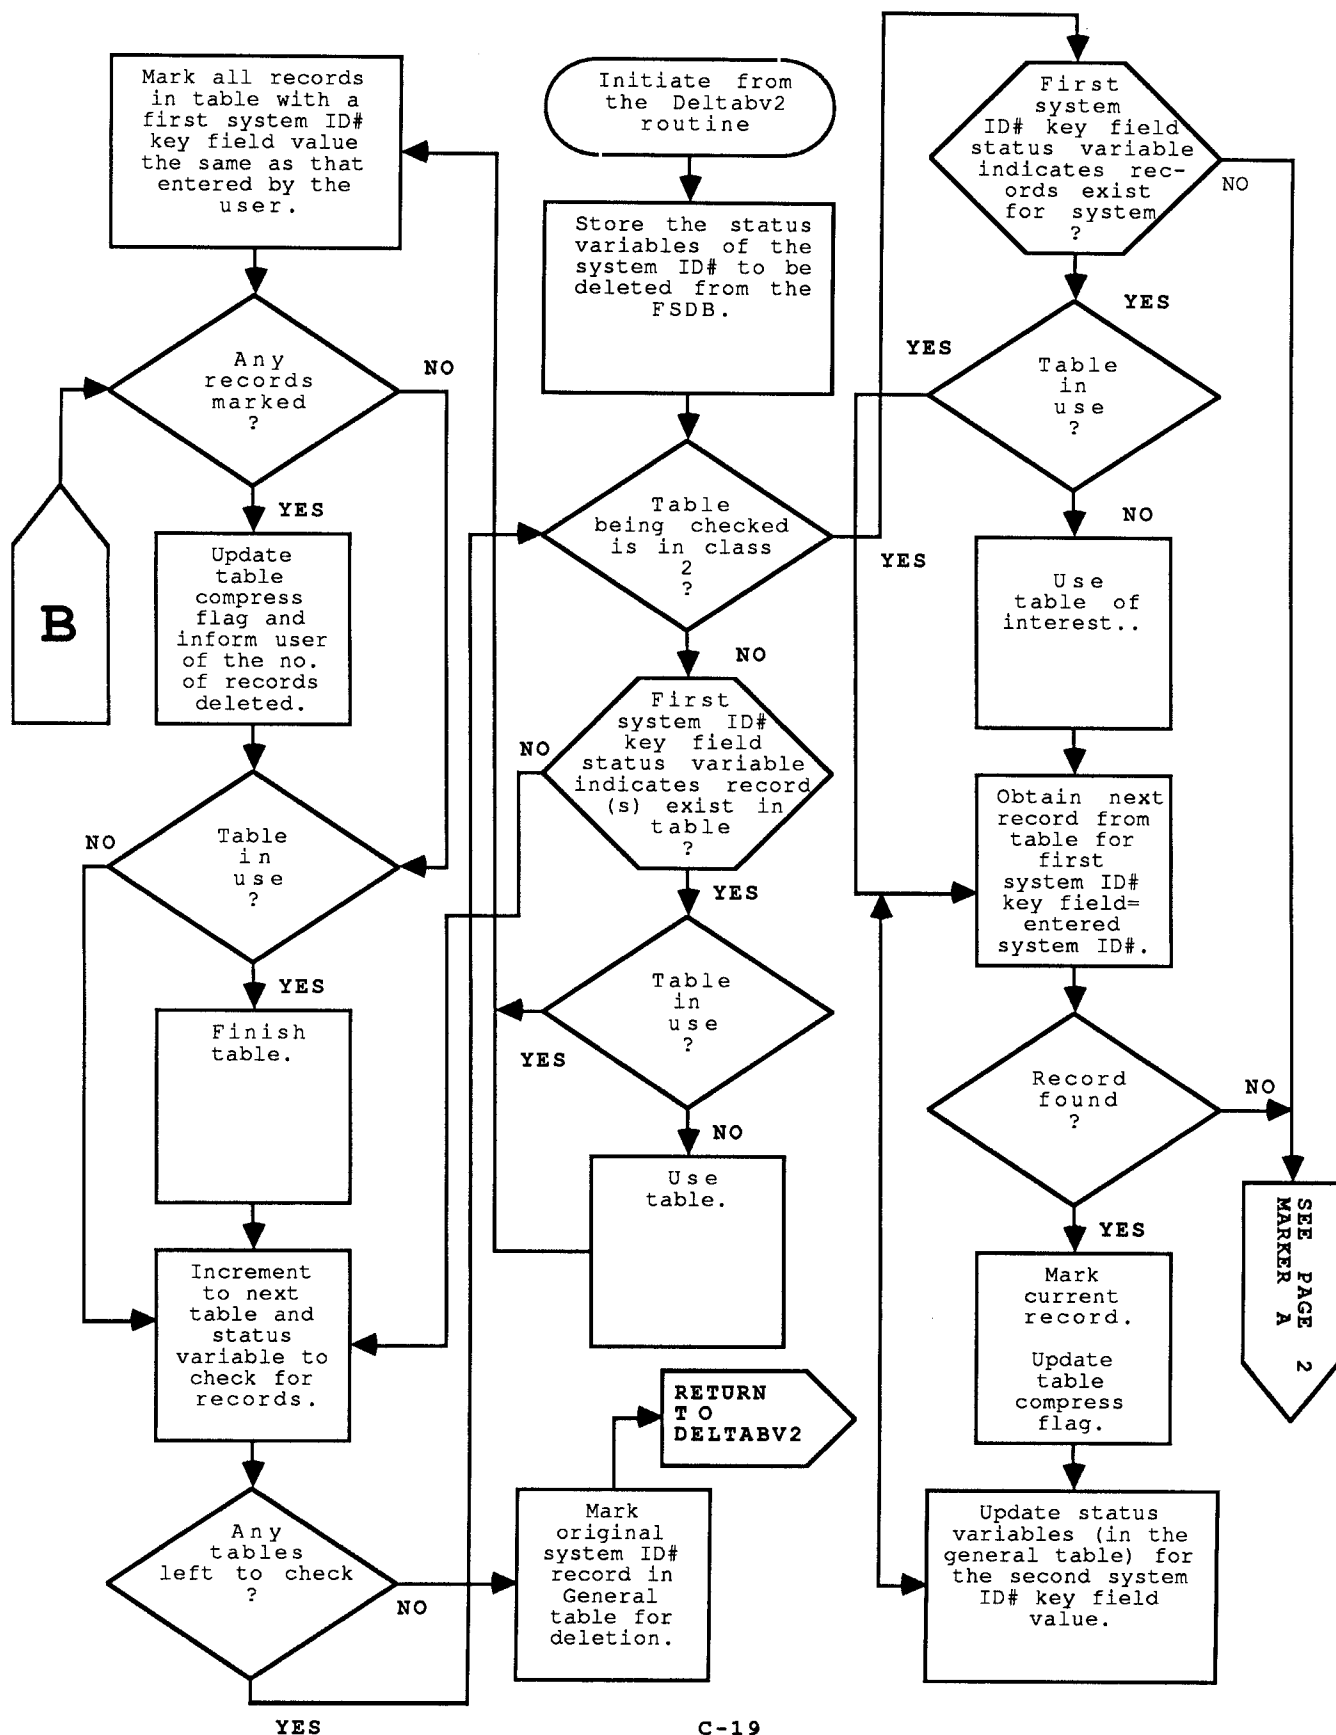 Mark all records
in table with a
first system ID#
key field value
the same as that
entered by the
user.
Any
records
marked
?
NO
YES
B
Update
table
compress
flag and
inform user
of the no.
of records
deleted.
Table
in
use
?
NO
YES
Finish
table.
Increment
to next
table and
status
variable to
check for
records.
Any
tables
left to check
?
NO
YES
Initiate from
the Deltabv2
routine
Store the status
variables of the
system ID# to be
deleted from the
FSDB.
Table
being checked
is in class
2
?
YES
NO
First
system ID#
key field
status variable
indicates record
(s) exist in
table
?
NO
YES
Table
in
use
?
YES
NO
Use
table.
RETURN
TO
DELTABV2
Mark
original
system ID#
record in
General
table for
deletion.
First
system
ID# key field
status variable
indicates rec-
ords exist
for system
?
NO
YES
Table
in
use
?
YES
NO
Use
table of
interest..
Obtain next
record from
table for
first
system ID#
key field=
entered
system ID#.
Record
found
?
NO
YES
SEE PAGE 2
MARKER A
Mark
current
record.
Update
table
compress
flag.
Update status
variables (in the
general table) for
the second system
ID# key field
value.
C-19